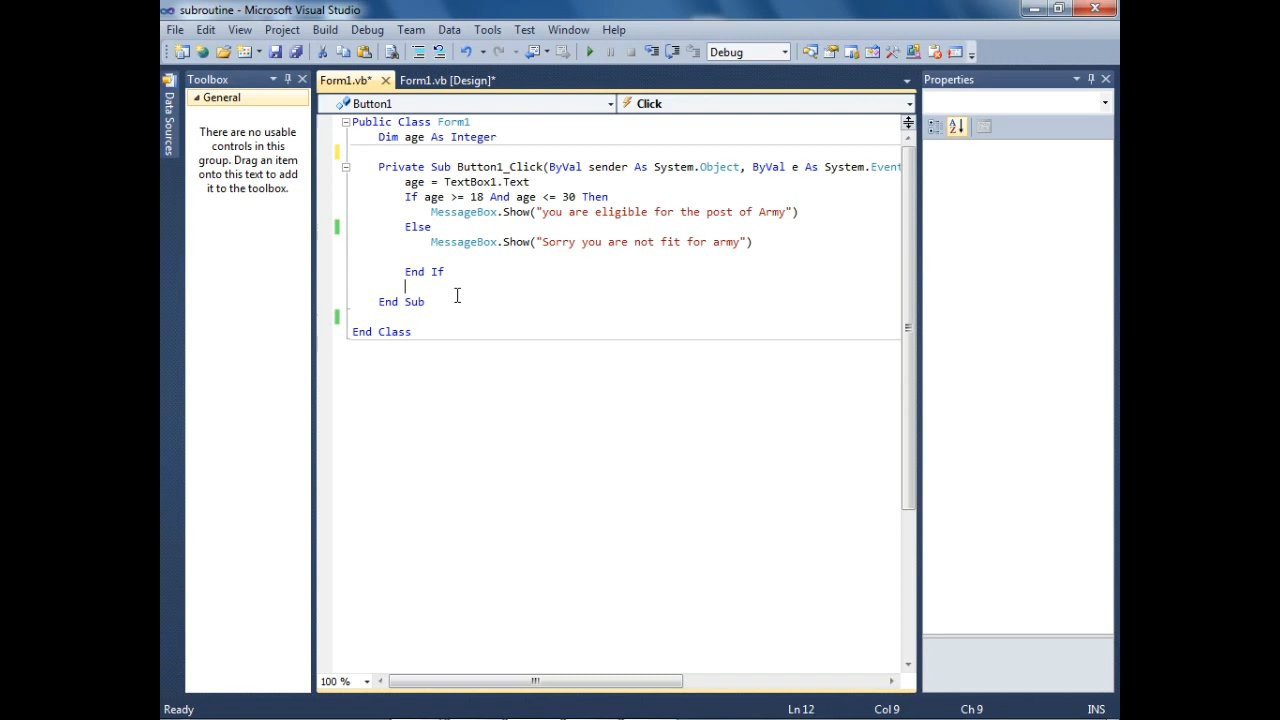 subroutine - Microsoft Visual Studio
File Edit View Project Build Debug Team Data Tools Test Window Help
Debug
Data Sources
Toolbox
General
There are no usable
controls in this
group. Drag an item
onto this text to add
it to the toolbox.
Form1.vb*
Form1.vb [Design]*
Button1
Click
Public Class Form1
Dim age As Integer
Private Sub Button1_Click(ByVal sender As System.Object, ByVal e As System.Event
age = TextBox1.Text
If age >= 18 And age <= 30 Then
MessageBox.Show("you are eligible for the post of Army")
Else
MessageBox.Show("Sorry you are not fit for army")
End If
End Sub
End Class
100 %
Properties
Ready
Ln 12
Col 9
Ch 9
INS